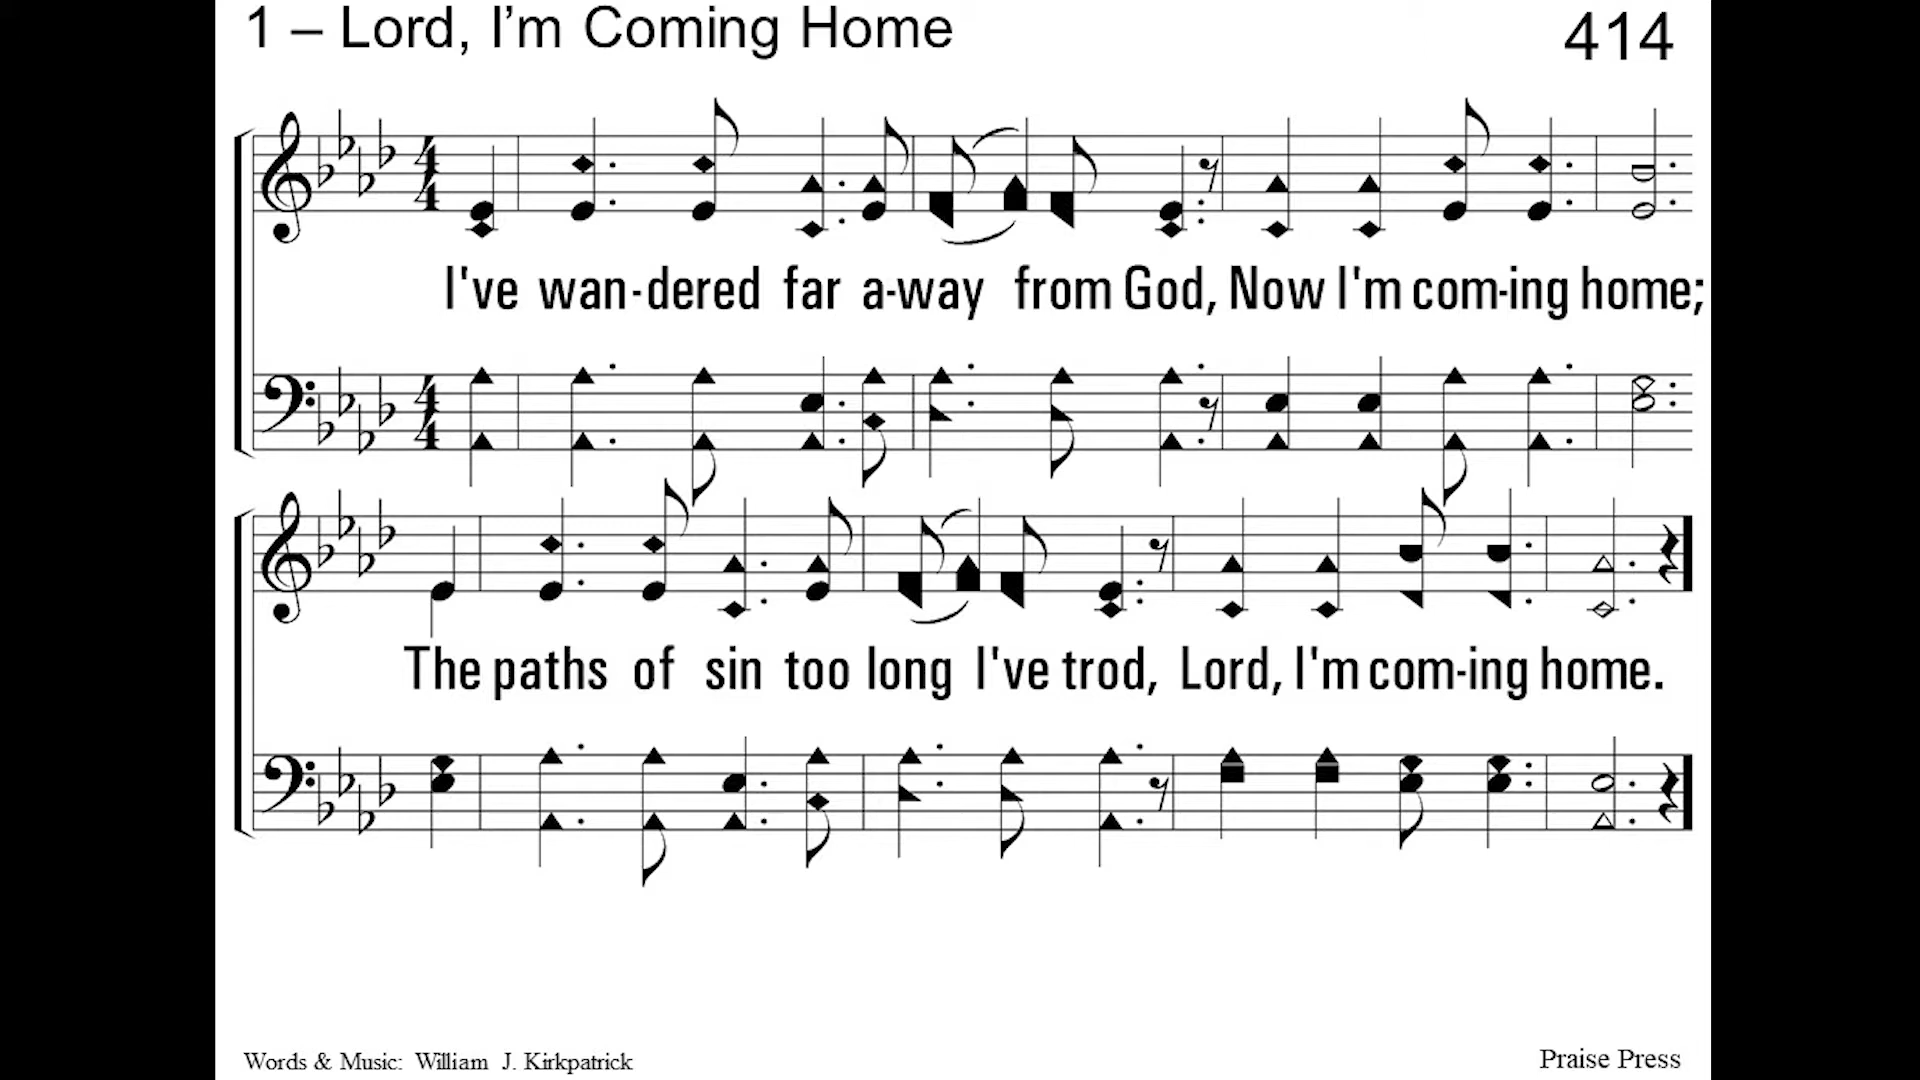 1 – Lord, I’m Coming Home
414
I've wan-dered far a-way from God, Now I'm com-ing home;
The paths of sin too long I've trod, Lord, I'm com-ing home.
Words & Music: William J. Kirkpatrick
Praise Press